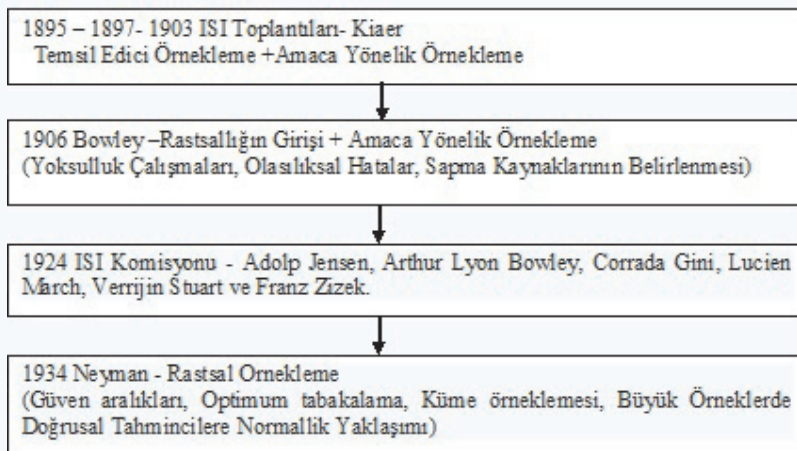 1895 – 1897- 1903 ISI Toplantıları- Kiaer
Temsil Edici Örnekleme +Amaca Yönelik Örnekleme
1906 Bowley –Rastsallığın Girişi + Amaca Yönelik Örnekleme
(Yoksulluk Çalışmaları, Olasılıksal Hatalar, Sapma Kaynaklarının Belirlenmesi)
1924 ISI Komisyonu - Adolp Jensen, Arthur Lyon Bowley, Corrada Gini, Lucien
March, Verrijin Stuart ve Franz Zizek.
1934 Neyman - Rastsal Örnekleme
(Güven aralıkları, Optimum tabakalama, Küme örneklemesi, Büyük Örneklerde
Doğrusal Tahmincilere Normallik Yaklaşımı)